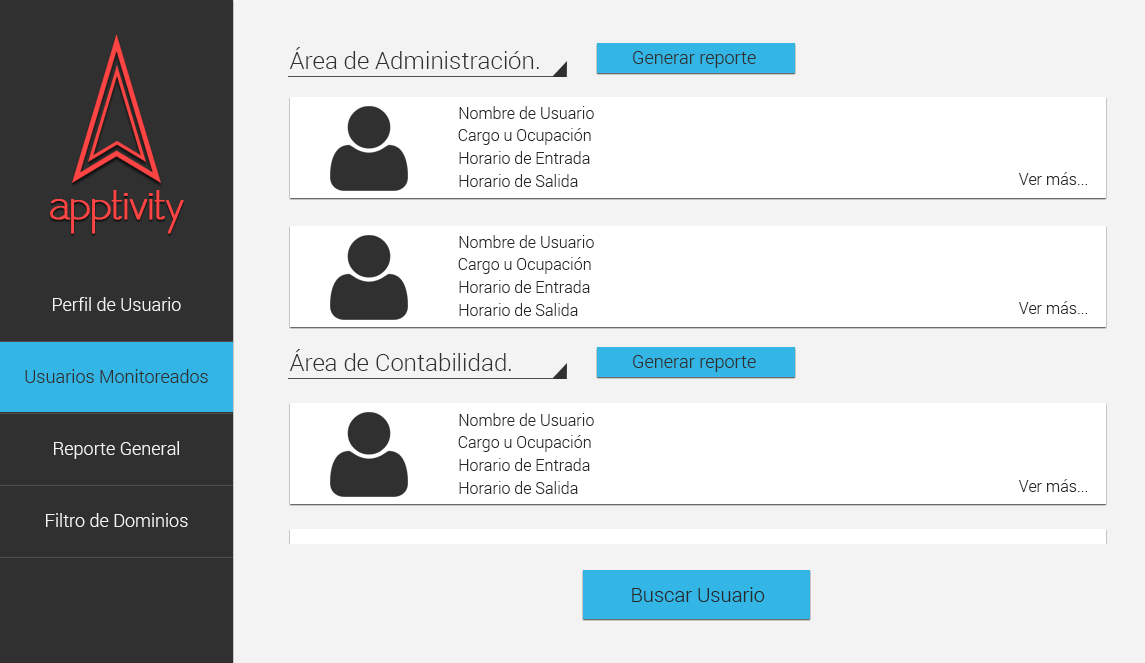 apptivity
Perfil de Usuario
Usuarios Monitoreados
Reporte General
Filtro de Dominios
Área de Administración.
Generar reporte
Nombre de Usuario
Cargo u Ocupación
Horario de Entrada
Horario de Salida
Ver más...
Nombre de Usuario
Cargo u Ocupación
Horario de Entrada
Horario de Salida
Ver más...
Área de Contabilidad.
Generar reporte
Nombre de Usuario
Cargo u Ocupación
Horario de Entrada
Horario de Salida
Ver más...
Buscar Usuario